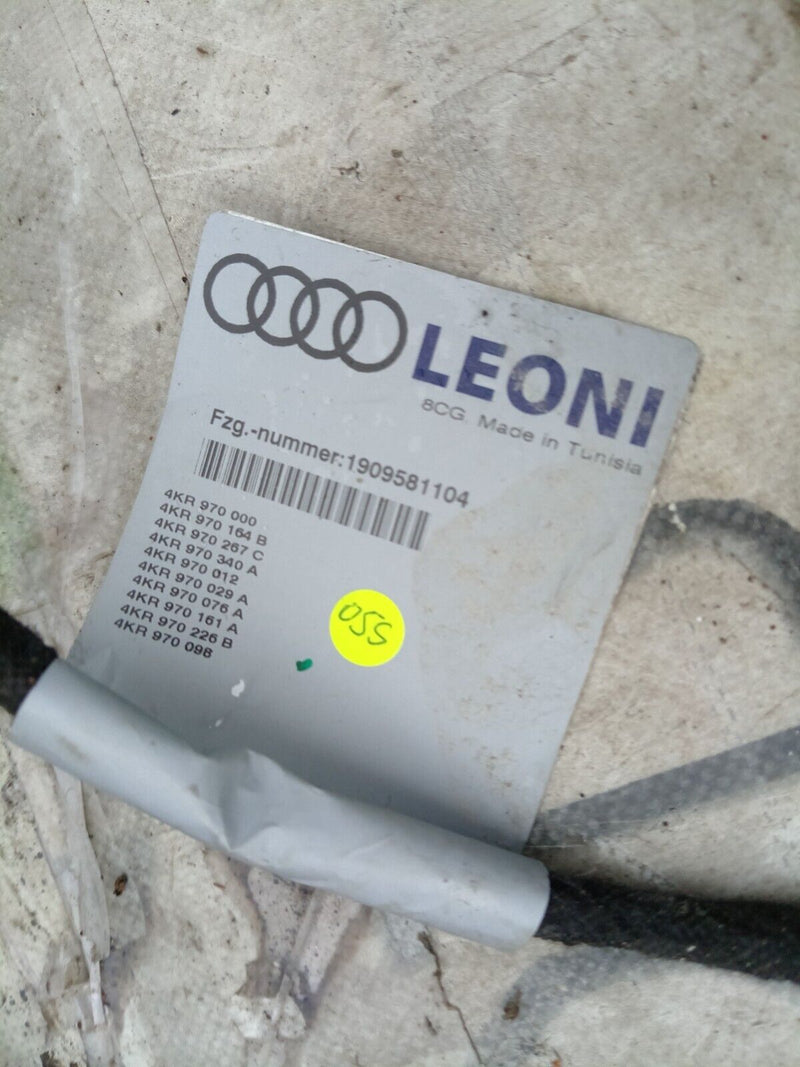 LEONI
8CG. Made in Tunisia
Fzg.-nummer:1909581104
4KR 970 000
4KR 970 164 B
4KR 970 267 C
4KR 970 340 A
4KR 970 012
4KR 970 029 A
4KR 970 076 A
4KR 970 161 A
4KR 970 226 B
4KR 970 098
055